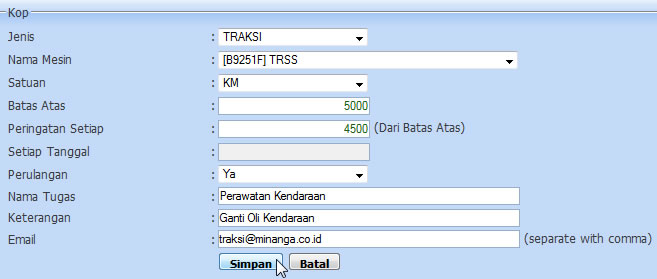 Kop
Jenis : TRAKSI
Nama Mesin : [B9251F] TRSS
Satuan : KM
Batas Atas : 5000
Peringatan Setiap : 4500 (Dari Batas Atas)
Setiap Tanggal :
Perulangan : Ya
Nama Tugas : Perawatan Kendaraan
Keterangan : Ganti Oli Kendaraan
Email : traksi@minanga.co.id (separate with comma)
Simpan Batal